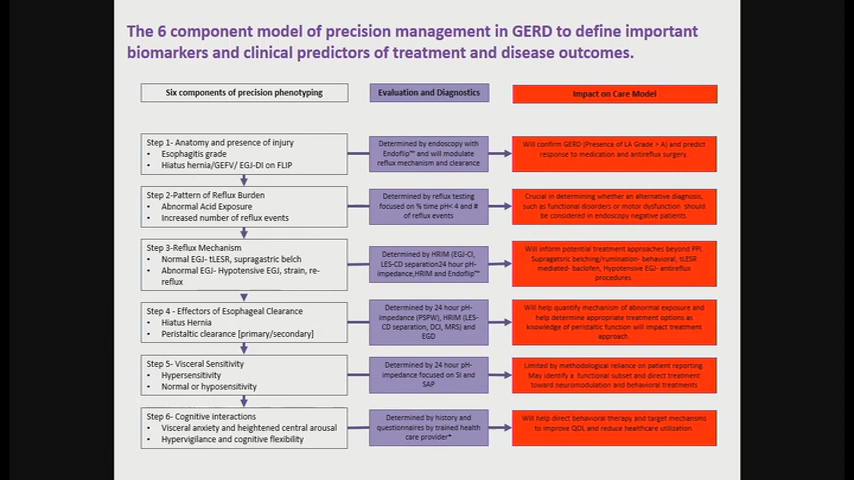 The 6 component model of precision management in GERD to define important
biomarkers and clinical predictors of treatment and disease outcomes.
Six components of precision phenotyping
Evaluation and Diagnostics
Impact on Care Model
Step 1- Anatomy and presence of injury
• Esophagitis grade
• Hiatus hernia/GEFV/ EGJ-DI on FLIP
Determined by endoscopy with
Endoflip™ and will modulate
reflux mechanism and clearance
Will confirm GERD (Presence of LA Grade > A) and predict
response to medication and antireflux surgery.
Step 2-Pattern of Reflux Burden
• Abnormal Acid Exposure
• Increased number of reflux events
Determined by reflux testing
focused on % time pH< 4 and #
of reflux events
Crucial in determining whether an alternative diagnosis,
such as functional disorders or motor dysfunction should
be considered in endoscopy negative patients.
Step 3-Reflux Mechanism
• Normal EGJ- tLESR, supragastric belch
• Abnormal EGJ- Hypotensive EGJ, strain, re-
reflux
Determined by HRIM (EGJ-CI,
LES-CD separation24 hour pH-
impedance,HRIM and Endoflip™
Will inform potential treatment approaches beyond PPI.
Supragatsric belching/rumination- behavioral, tLESR
mediated- baclofen, Hypotensive EGJ- antireflux
procedures.
Step 4 - Effectors of Esophageal Clearance
• Hiatus Hernia
• Peristaltic clearance [primary/secondary]
Determined by 24 hour pH-
impedance (PSPW), HRIM (LES-
CD separation, DCI, MRS) and
EGD
Will help quantify mechanism of abnormal exposure and
help determine appropriate treatment options as
knowledge of peristaltic function will impact treatment
approach
Step 5- Visceral Sensitivity
• Hypersensitivity
• Normal or hyposensitivity
Determined by 24 hour pH-
impedance focused on SI and
SAP
Limited by methodological reliance on patient reporting.
May identify a functional subset and direct treatment
toward neuromodulation and behavioral treatments
Step 6- Cognitive interactions
• Visceral anxiety and heightened central arousal
• Hypervigilance and cognitive flexibility
Determined by history and
questionnaires by trained health
care provider*
Will help direct behavioral therapy and target mechanisms
to improve QOL and reduce healthcare utilization.